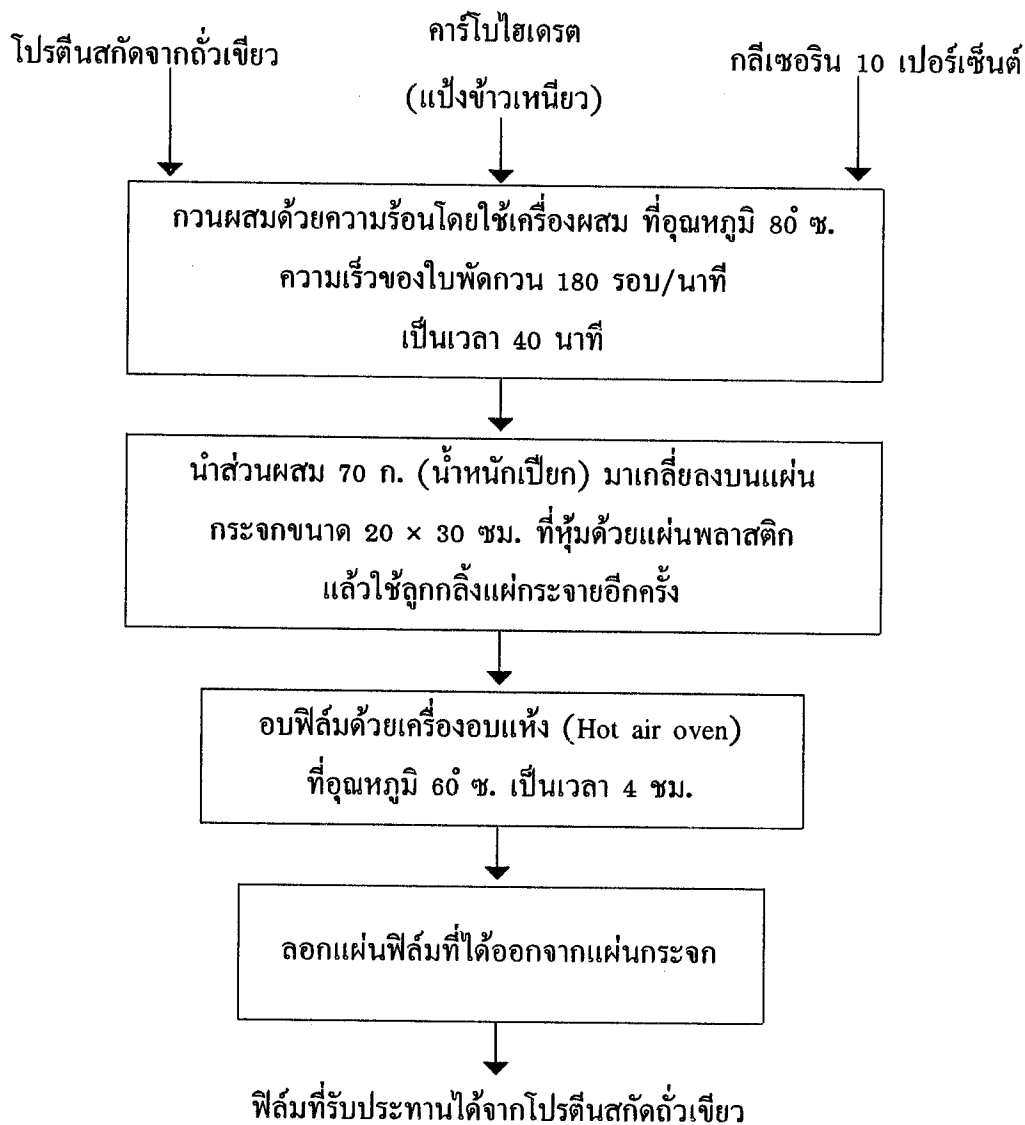 โปรตีนสกัดจากถั่วเขียว
คาร์โบไฮเดรต
(แป้งข้าวเหนียว)
กลีเซอริน 10 เปอร์เซ็นต์
กวนผสมด้วยความร้อนโดยใช้เครื่องผสม ที่อุณหภูมิ 80° ซ.
ความเร็วของใบพัดกวน 180 รอบ/นาที
เป็นเวลา 40 นาที
นำส่วนผสม 70 ก. (น้ำหนักเปียก) มาเกลี่ยลงบนแผ่น
กระจกขนาด 20 × 30 ซม. ที่หุ้มด้วยแผ่นพลาสติก
แล้วใช้ลูกกลิ้งแผ่กระจายอีกครั้ง
อบฟิล์มด้วยเครื่องอบแห้ง (Hot air oven)
ที่อุณหภูมิ 60° ซ. เป็นเวลา 4 ชม.
ลอกแผ่นฟิล์มที่ได้ออกจากแผ่นกระจก
ฟิล์มที่รับประทานได้จากโปรตีนสกัดถั่วเขียว